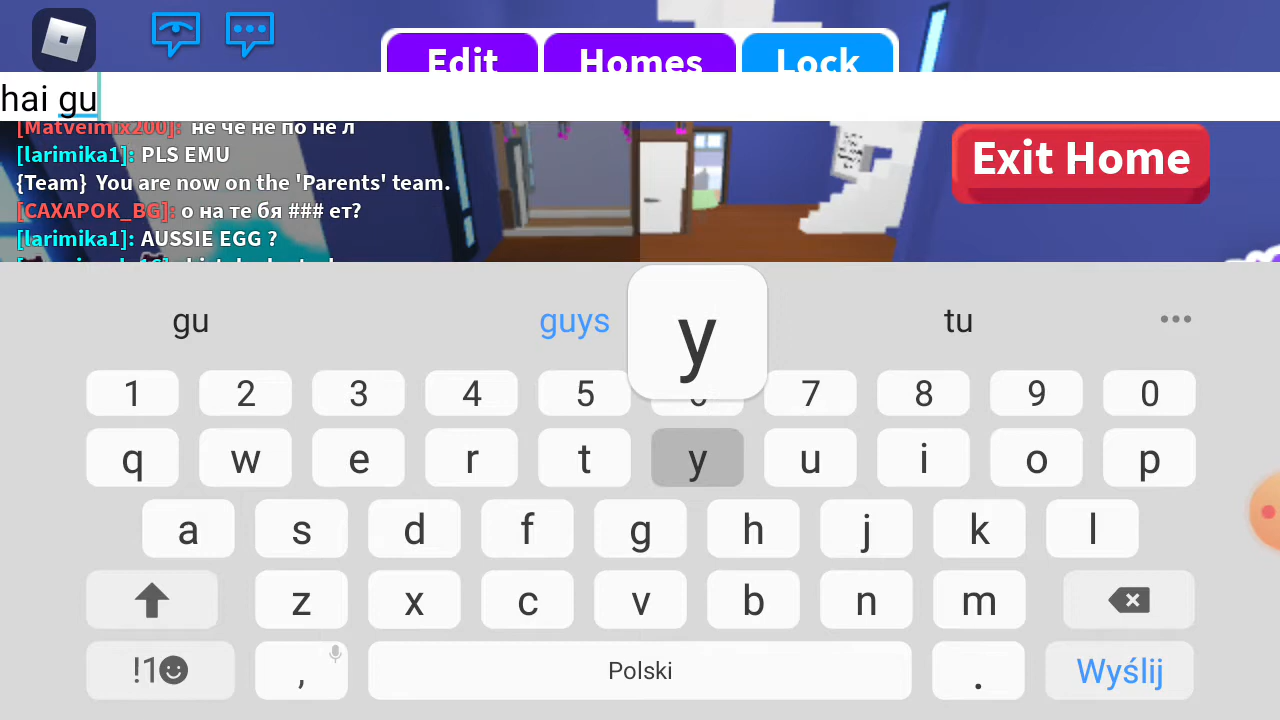 Edit Homes Lock
hai gu
[Matveimix200]: не че не по не л
[larimika1]: PLS EMU
{Team} You are now on the 'Parents' team.
[CAXAPOK_BG]: о на те бя ### ет?
[larimika1]: AUSSIE EGG ?
Exit Home
gu guys tu
y
1 2 3 4 5 7 8 9 0
q w e r t y u i o p
a s d f g h j k l
z x c v b n m
!1 , Polski . Wyślij